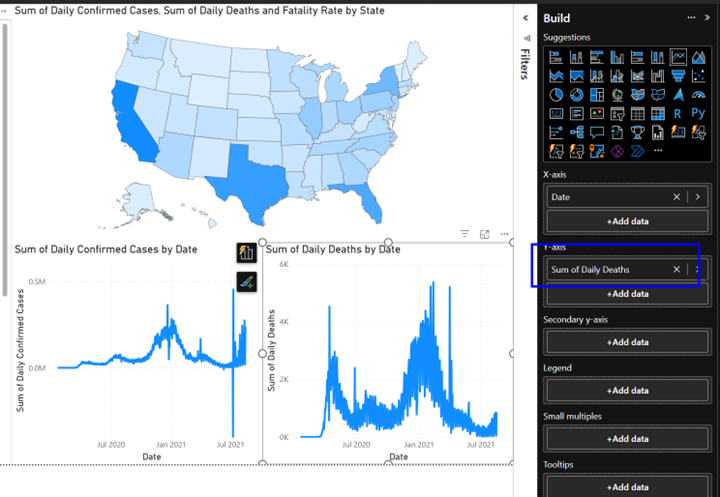 Sum of Daily Confirmed Cases, Sum of Daily Deaths and Fatality Rate by State
Sum of Daily Confirmed Cases by Date
0.5M
0.0M
Sum of Daily Confirmed Cases
Jul 2020
Jan 2021
Jul 2021
Date
Sum of Daily Deaths by Date
6K
4K
2K
0K
Sum of Daily Deaths
Jul 2020
Jan 2021
Jul 2021
Date
Filters
Build
Suggestions
R
Py
X-axis
Date
+Add data
Y-axis
Sum of Daily Deaths
+Add data
Secondary y-axis
+Add data
Legend
+Add data
Small multiples
+Add data
Tooltips
+Add data